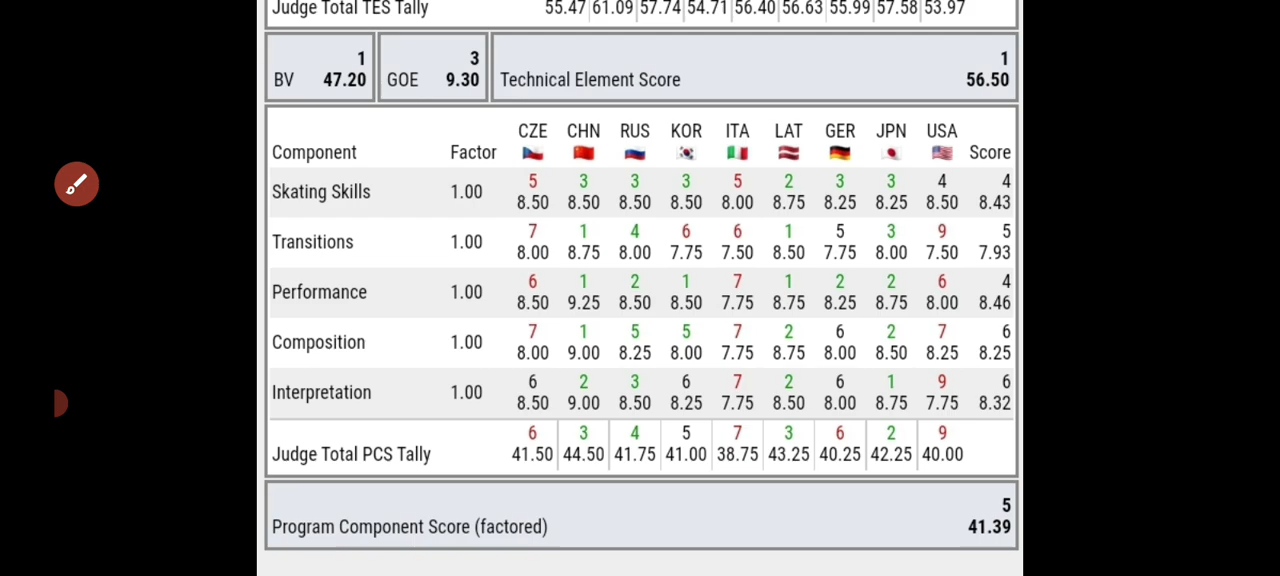 Judge Total TES Tally 55.47 61.09 57.74 54.71 56.40 56.63 55.99 57.58 53.97
1 3 1
BV 47.20 GOE 9.30 Technical Element Score 56.50
CZE CHN RUS KOR ITA LAT GER JPN USA
Component Factor Score
5 3 3 3 5 2 3 3 4 4
Skating Skills 1.00
8.50 8.50 8.50 8.50 8.00 8.75 8.25 8.25 8.50 8.43
7 1 4 6 6 1 5 3 9 5
Transitions 1.00
8.00 8.75 8.00 7.75 7.50 8.50 7.75 8.00 7.50 7.93
6 1 2 1 7 1 2 2 6 4
Performance 1.00
8.50 9.25 8.50 8.50 7.75 8.75 8.25 8.75 8.00 8.46
7 1 5 5 7 2 6 2 7 6
Composition 1.00
8.00 9.00 8.25 8.00 7.75 8.75 8.00 8.50 8.25 8.25
6 2 3 6 7 2 6 1 9 6
Interpretation 1.00
8.50 9.00 8.50 8.25 7.75 8.50 8.00 8.75 7.75 8.32
6 3 4 5 7 3 6 2 9
Judge Total PCS Tally 41.50 44.50 41.75 41.00 38.75 43.25 40.25 42.25 40.00
5
Program Component Score (factored) 41.39